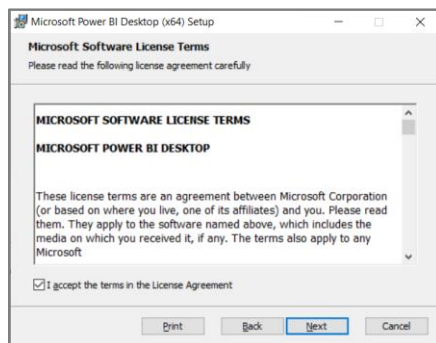 Microsoft Power BI Desktop (x64) Setup
Microsoft Software License Terms
Please read the following license agreement carefully
MICROSOFT SOFTWARE LICENSE TERMS
MICROSOFT POWER BI DESKTOP
These license terms are an agreement between Microsoft Corporation
(or based on where you live, one of its affiliates) and you. Please read
them. They apply to the software named above, which includes the
media on which you received it, if any. The terms also apply to any
Microsoft
I accept the terms in the License Agreement
Print Back Next Cancel